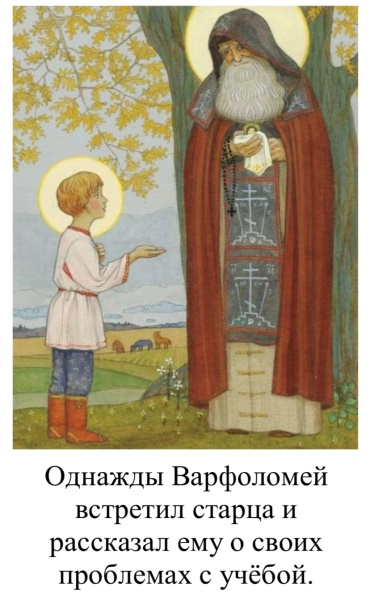 Однажды Варфоломей
встретил старца и
рассказал ему о своих
проблемах с учёбой.